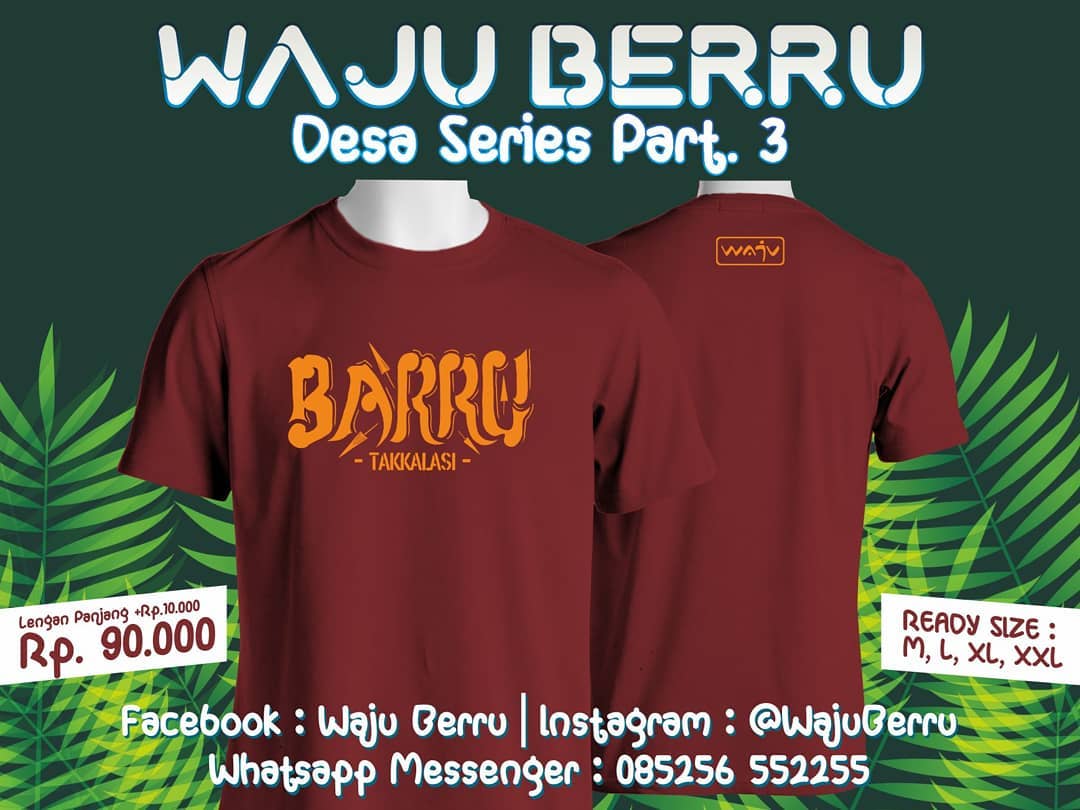 WAJU BERRU
Desa Series Part. 3
waju
BARRU
- TAKKALASI -
Lengan Panjang +Rp.10.000
Rp. 90.000
READY SIZE :
M, L, XL, XXL
Facebook : Waju Berru | Instagram : @WajuBerru
Whatsapp Messenger : 085256 552255